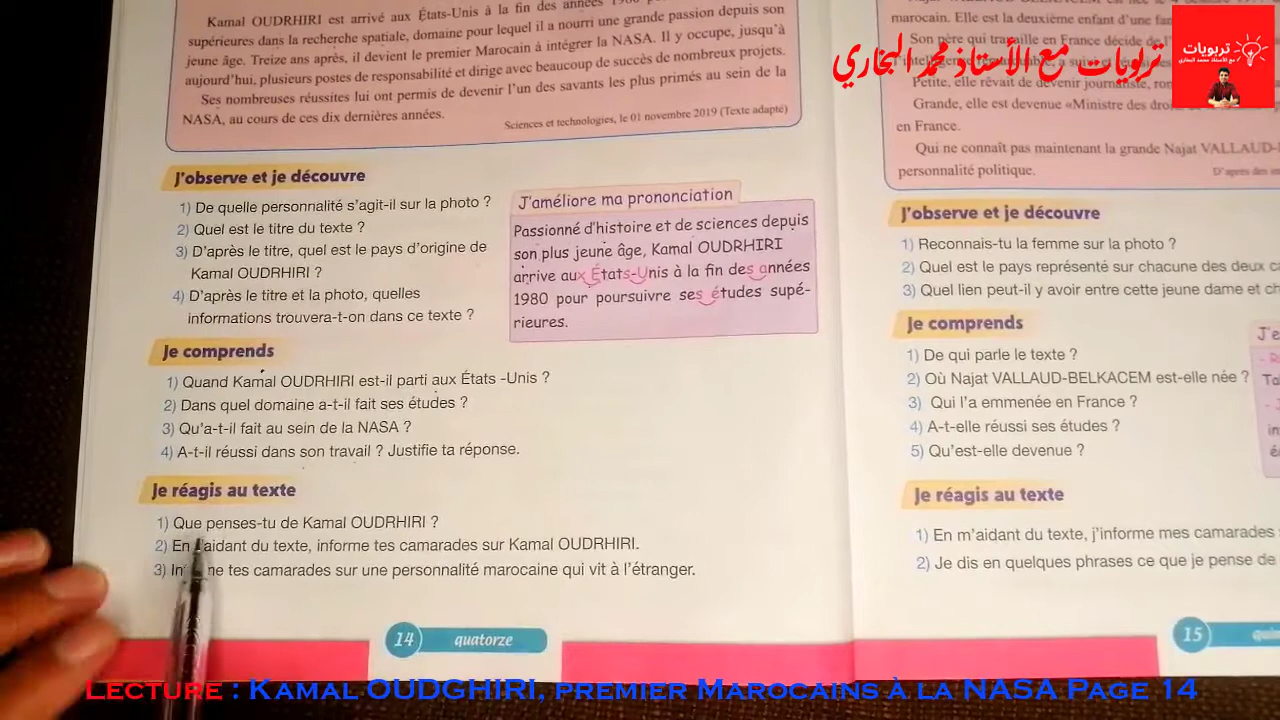 Kamal OUDRHIRI est arrivé aux États-Unis à la fin des années 1980
supérieures dans la recherche spatiale, domaine pour lequel il a nourri une grande passion depuis son
jeune âge. Treize ans après, il devient le premier Marocain à intégrer la NASA. Il y occupe, jusqu'à
aujourd'hui, plusieurs postes de responsabilité et dirige avec beaucoup de succès de nombreux projets.
Ses nombreuses réussites lui ont permis de devenir l'un des savants les plus primés au sein de la
NASA, au cours de ces dix dernières années.
Sciences et technologies, le 01 novembre 2019 (Texte adapté)
J'observe et je découvre
1) De quelle personnalité s'agit-il sur la photo ?
2) Quel est le titre du texte ?
3) D'après le titre, quel est le pays d'origine de
Kamal OUDRHIRI ?
4) D'après le titre et la photo, quelles
informations trouvera-t-on dans ce texte ?
J'améliore ma prononciation
Passionné d'histoire et de sciences depuis
son plus jeune âge, Kamal OUDRHIRI
arrive aux États-Unis à la fin des années
1980 pour poursuivre ses études supé-
rieures.
Je comprends
1) Quand Kamal OUDRHIRI est-il parti aux États -Unis ?
2) Dans quel domaine a-t-il fait ses études ?
3) Qu'a-t-il fait au sein de la NASA ?
4) A-t-il réussi dans son travail ? Justifie ta réponse.
Je réagis au texte
1) Que penses-tu de Kamal OUDRHIRI ?
2) En t'aidant du texte, informe tes camarades sur Kamal OUDRHIRI.
3) Informe tes camarades sur une personnalité marocaine qui vit à l'étranger.
14 quatorze
marocain. Elle est la deuxième enfant d'une
Son père qui travaille en France décide de
Petite, elle rêvait de devenir journaliste,
Grande, elle est devenue «Ministre des
en France.
Qui ne connaît pas maintenant la grande Najat
personnalité politique.
D'après des
J'observe et je découvre
1) Reconnais-tu la femme sur la photo ?
2) Quel est le pays représenté sur chacune des deux
3) Quel lien peut-il y avoir entre cette jeune dame et
Je comprends
1) De qui parle le texte ?
2) Où Najat VALLAUD-BELKACEM est-elle née ?
3) Qui l'a emmenée en France ?
4) A-t-elle réussi ses études ?
5) Qu'est-elle devenue ?
Je réagis au texte
1) En m'aidant du texte, j'informe mes camarades
2) Je dis en quelques phrases ce que je pense de
15
تربويات مع الأستاذ محمد البخاري
تربويات
مع الأستاذ محمد البخاري
Lecture : Kamal OUDGHIRI, premier Marocains à la NASA Page 14